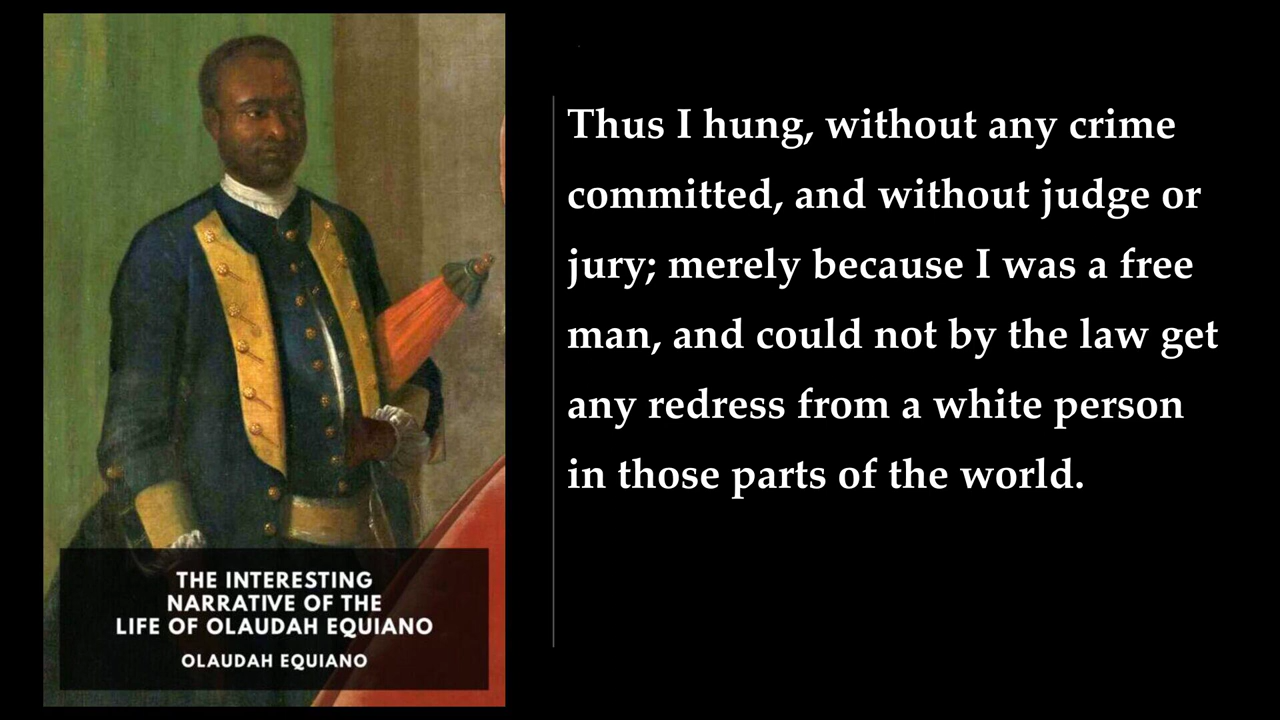 THE INTERESTING
NARRATIVE OF THE
LIFE OF OLAUDAH EQUIANO
OLAUDAH EQUIANO
Thus I hung, without any crime
committed, and without judge or
jury; merely because I was a free
man, and could not by the law get
any redress from a white person
in those parts of the world.